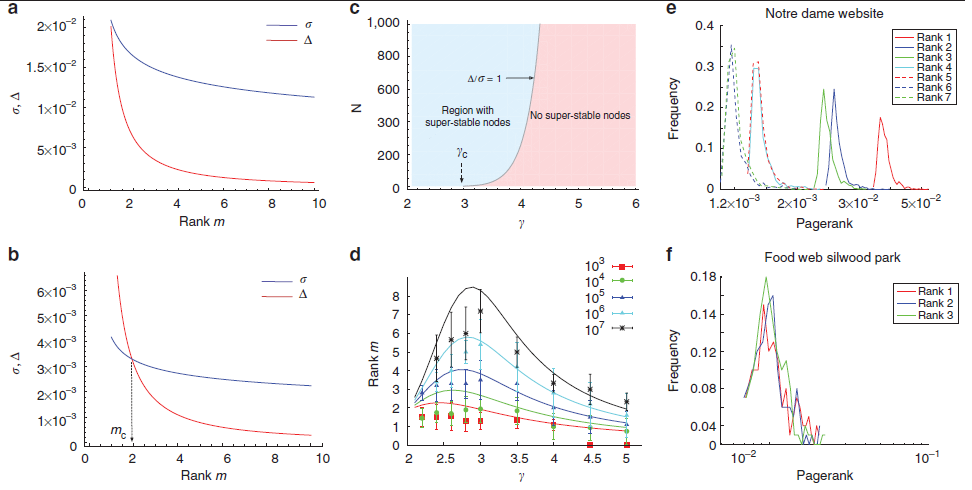 a
2×10⁻²
1.5×10⁻²
1×10⁻²
5×10⁻³
0
σ, Δ
σ
Δ
0 2 4 6 8 10
Rank m
b
6×10⁻³
5×10⁻³
4×10⁻³
3×10⁻³
2×10⁻³
1×10⁻³
0
σ, Δ
σ
Δ
mc
0 2 4 6 8 10
Rank m
c
1,000
800
600
300
200
0
N
Δ/σ = 1
Region with
super-stable nodes
No super-stable nodes
γc
2 3 4 5 6
γ
d
10³
10⁴
10⁵
10⁶
10⁷
8
7
6
5
4
3
2
1
0
Rank m
2 2.5 3 3.5 4 4.5 5
γ
e
Notre dame website
Rank 1
Rank 2
Rank 3
Rank 4
Rank 5
Rank 6
Rank 7
0.4
0.3
0.2
0.1
0
Frequency
1.2×10⁻³ 2×10⁻³ 3×10⁻² 5×10⁻²
Pagerank
f
Food web silwood park
Rank 1
Rank 2
Rank 3
0.18
0.14
0.12
0.08
0.04
0
Frequency
10⁻² 10⁻¹
Pagerank